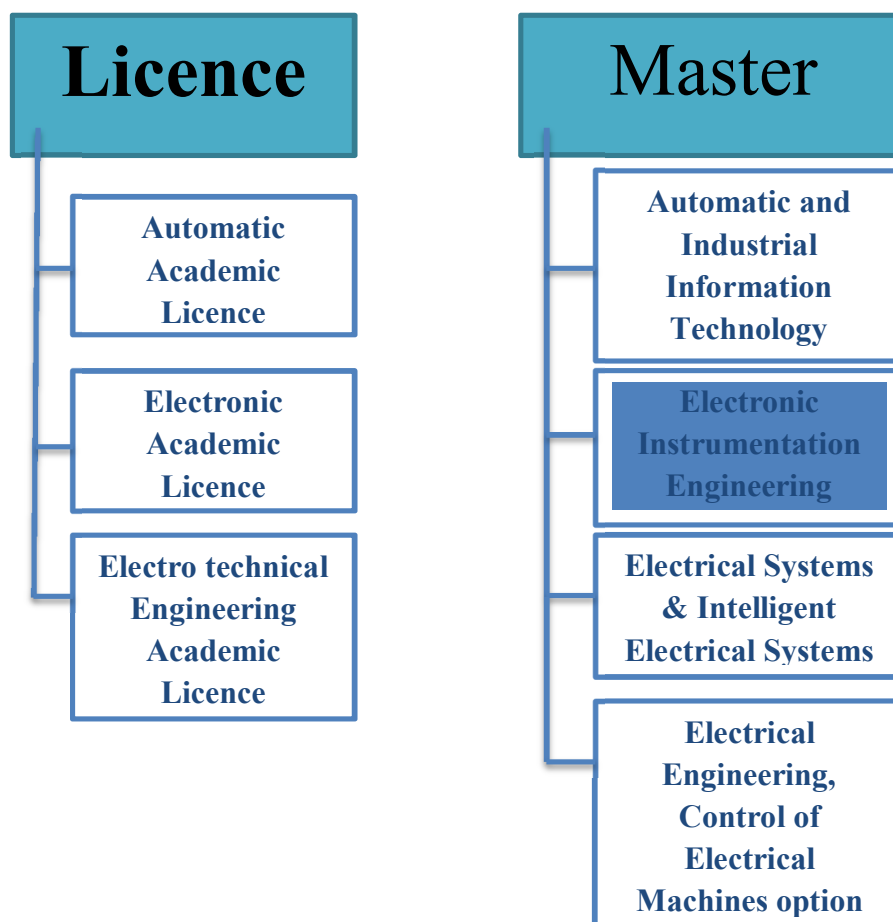 Licence
Automatic
Academic
Licence
Electronic
Academic
Licence
Electro technical
Engineering
Academic
Licence
Master
Automatic and
Industrial
Information
Technology
Electronic
Instrumentation
Engineering
Electrical Systems
& Intelligent
Electrical Systems
Electrical
Engineering,
Control of
Electrical
Machines option